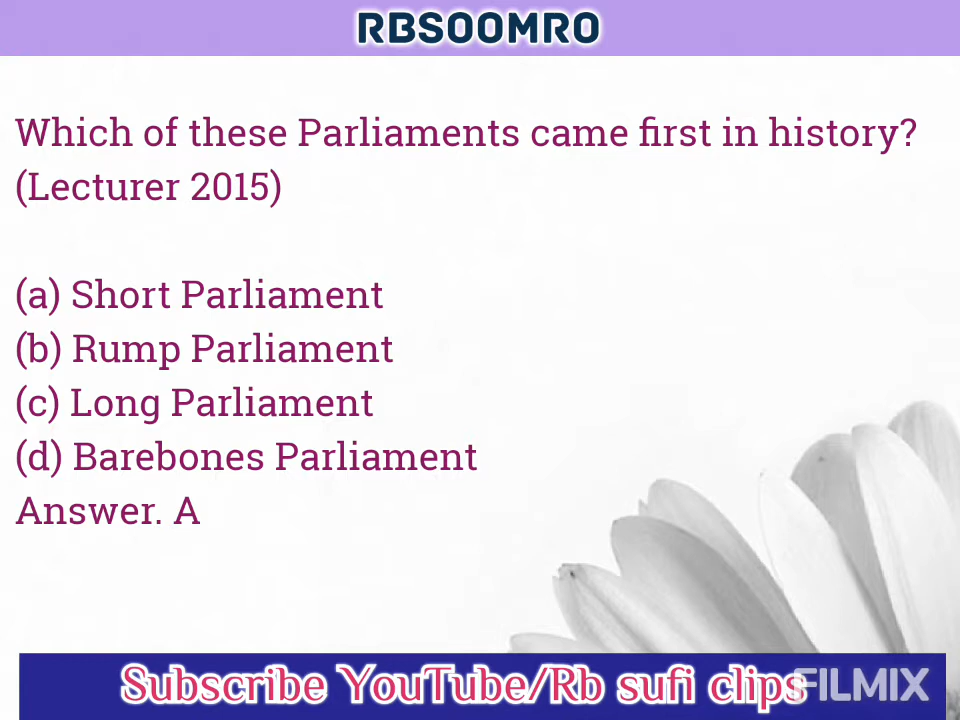 RBSOOMRO
Which of these Parliaments came first in history?
(Lecturer 2015)
(a) Short Parliament
(b) Rump Parliament
(c) Long Parliament
(d) Barebones Parliament
Answer. A
Subscribe YouTube/Rb sufi clips
FILMIX